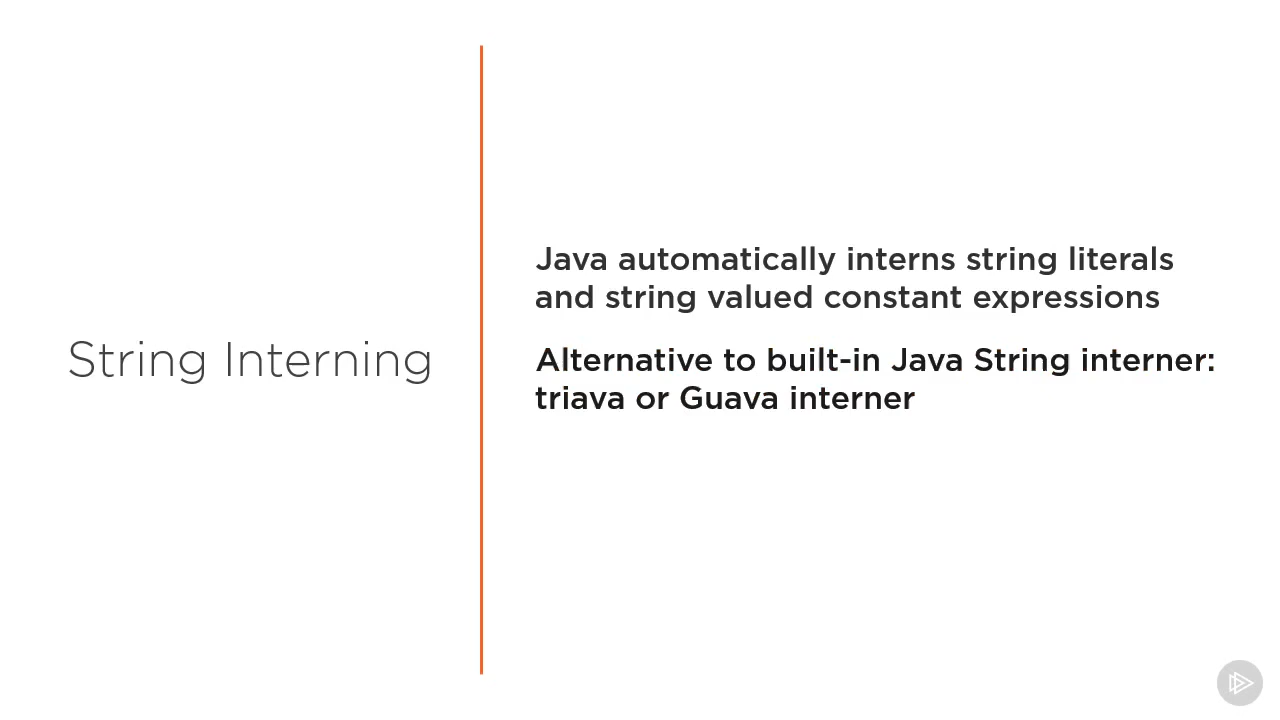 String Interning
Java automatically interns string literals
and string valued constant expressions
Alternative to built-in Java String interner:
triava or Guava interner